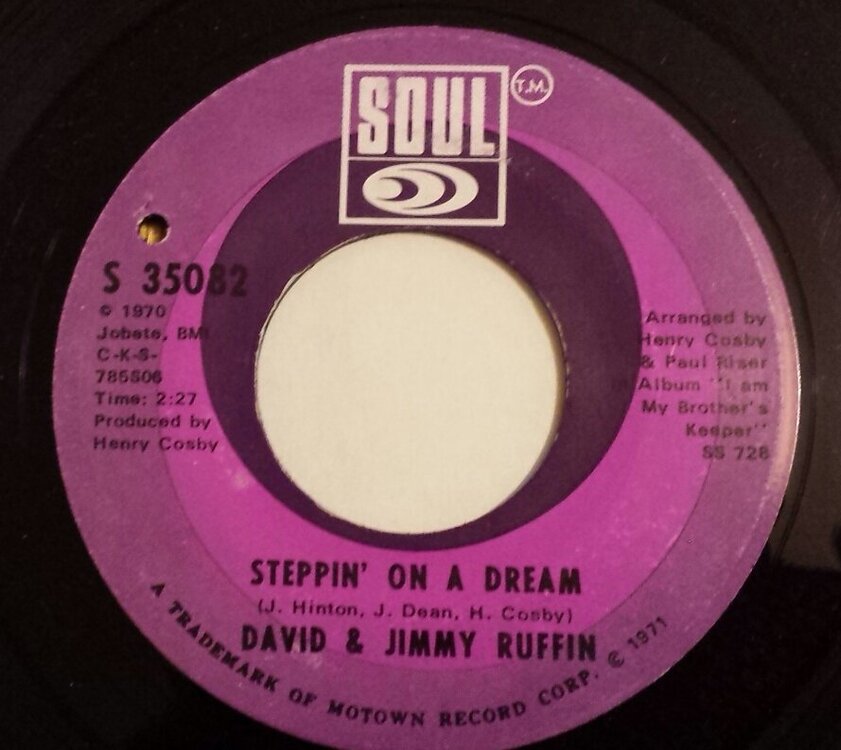 SOUL
T.M.
S 35082
© 1970
Jobete, BMI
C-K-S-
785S06
Time: 2:27
Produced by
Henry Cosby
Arranged by
Henry Cosby
& Paul Riser
in Album "I am
My Brother's
Keeper"
SS 728
STEPPIN' ON A DREAM
(J. Hinton, J. Dean, H. Cosby)
DAVID & JIMMY RUFFIN
A TRADEMARK OF MOTOWN RECORD CORP. © 1971